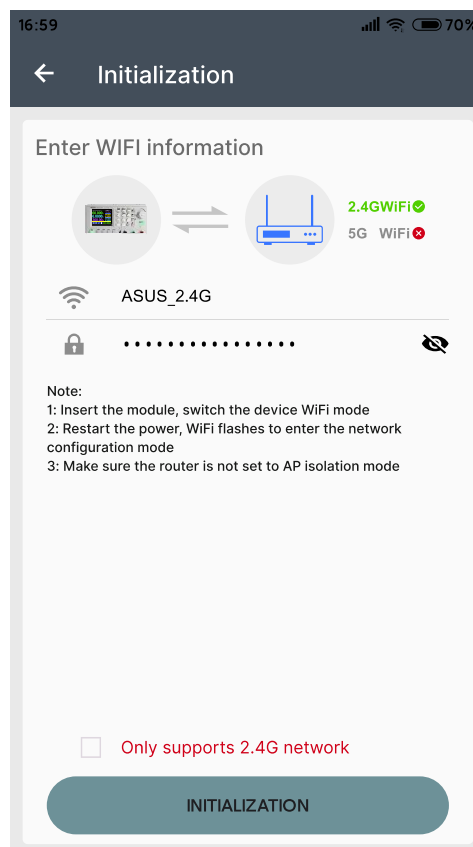 16:59 70%
Initialization
Enter WIFI information
2.4GWiFi
5G WiFi
ASUS_2.4G
•••••••••••••••
Note:
1: Insert the module, switch the device WiFi mode
2: Restart the power, WiFi flashes to enter the network
configuration mode
3: Make sure the router is not set to AP isolation mode
Only supports 2.4G network
INITIALIZATION